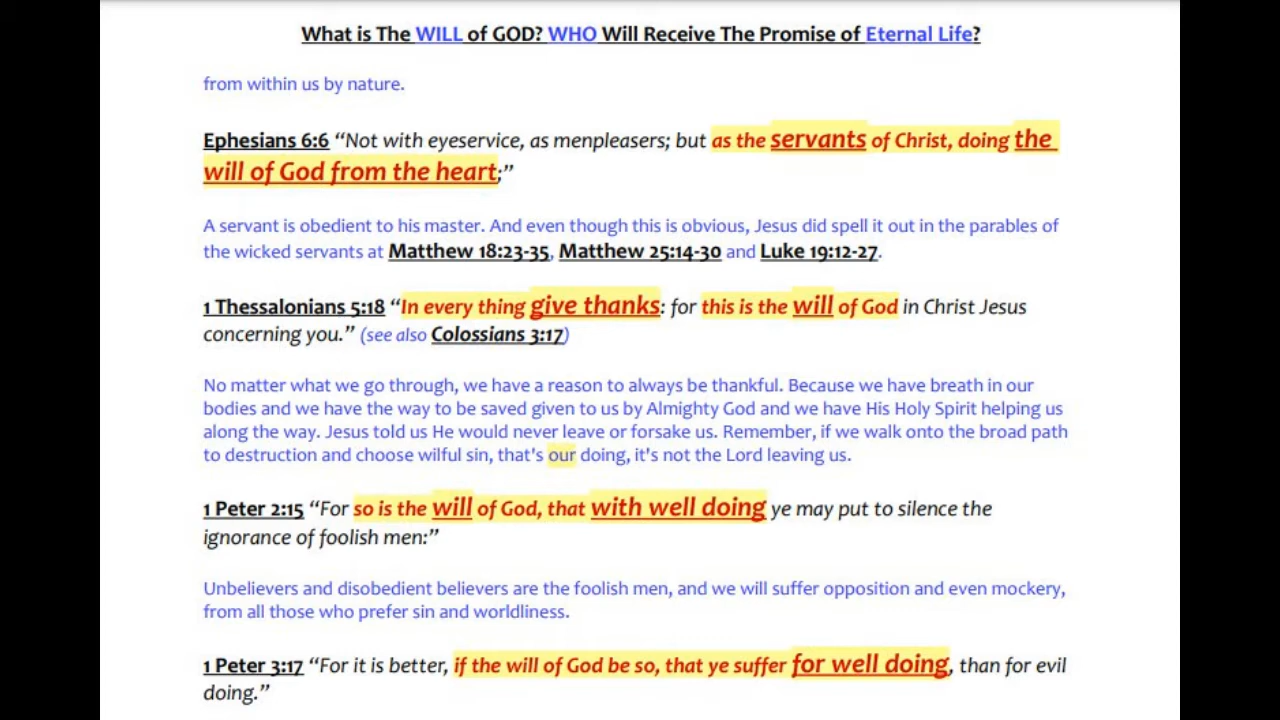 What is The WILL of GOD? WHO Will Receive The Promise of Eternal Life?
from within us by nature.
Ephesians 6:6 “Not with eyeservice, as menpleasers; but as the servants of Christ, doing the
will of God from the heart;”
A servant is obedient to his master. And even though this is obvious, Jesus did spell it out in the parables of
the wicked servants at Matthew 18:23-35, Matthew 25:14-30 and Luke 19:12-27.
1 Thessalonians 5:18 “In every thing give thanks: for this is the will of God in Christ Jesus
concerning you.” (see also Colossians 3:17)
No matter what we go through, we have a reason to always be thankful. Because we have breath in our
bodies and we have the way to be saved given to us by Almighty God and we have His Holy Spirit helping us
along the way. Jesus told us He would never leave or forsake us. Remember, if we walk onto the broad path
to destruction and choose wilful sin, that's our doing, it's not the Lord leaving us.
1 Peter 2:15 “For so is the will of God, that with well doing ye may put to silence the
ignorance of foolish men:”
Unbelievers and disobedient believers are the foolish men, and we will suffer opposition and even mockery,
from all those who prefer sin and worldliness.
1 Peter 3:17 “For it is better, if the will of God be so, that ye suffer for well doing, than for evil
doing.”